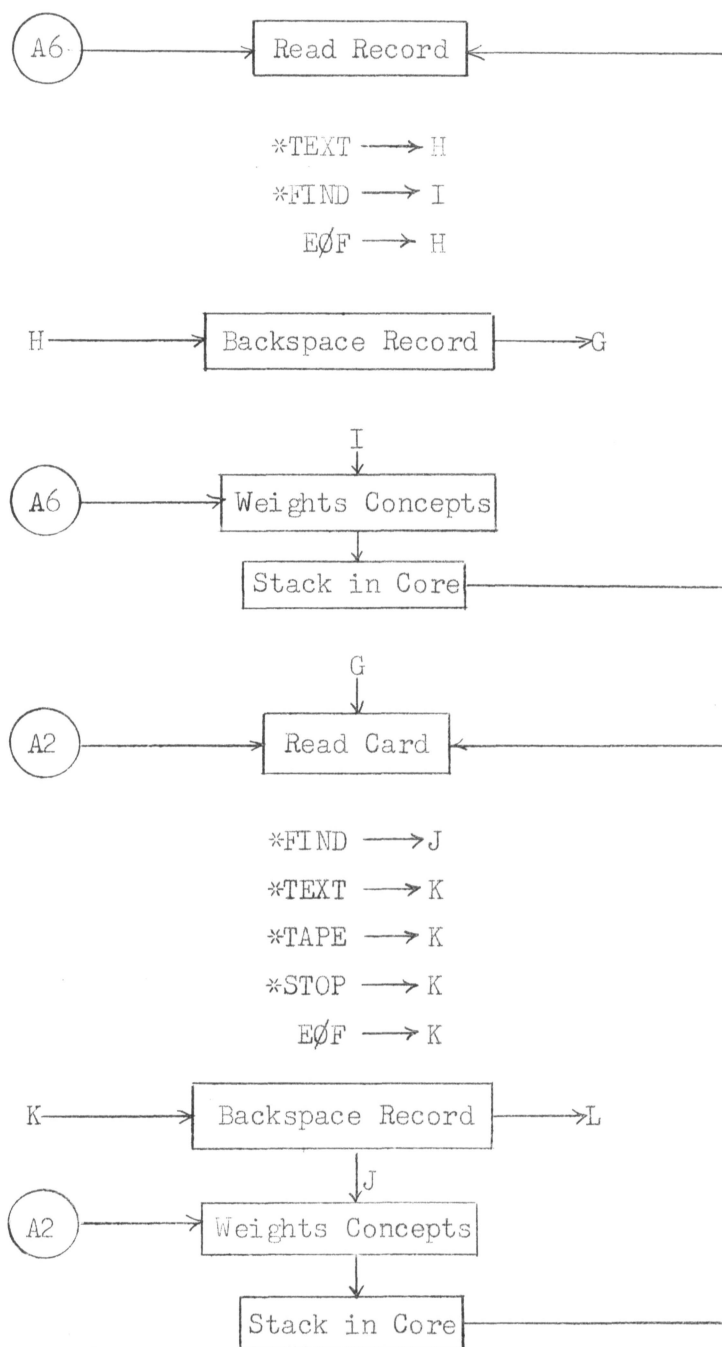 A6 Read Record
*TEXT → H
*FIND → I
EØF → H
H Backspace Record G
I
A6 Weights Concepts
Stack in Core
G
A2 Read Card
*FIND → J
*TEXT → K
*TAPE → K
*STOP → K
EØF → K
K Backspace Record L
J
A2 Weights Concepts
Stack in Core